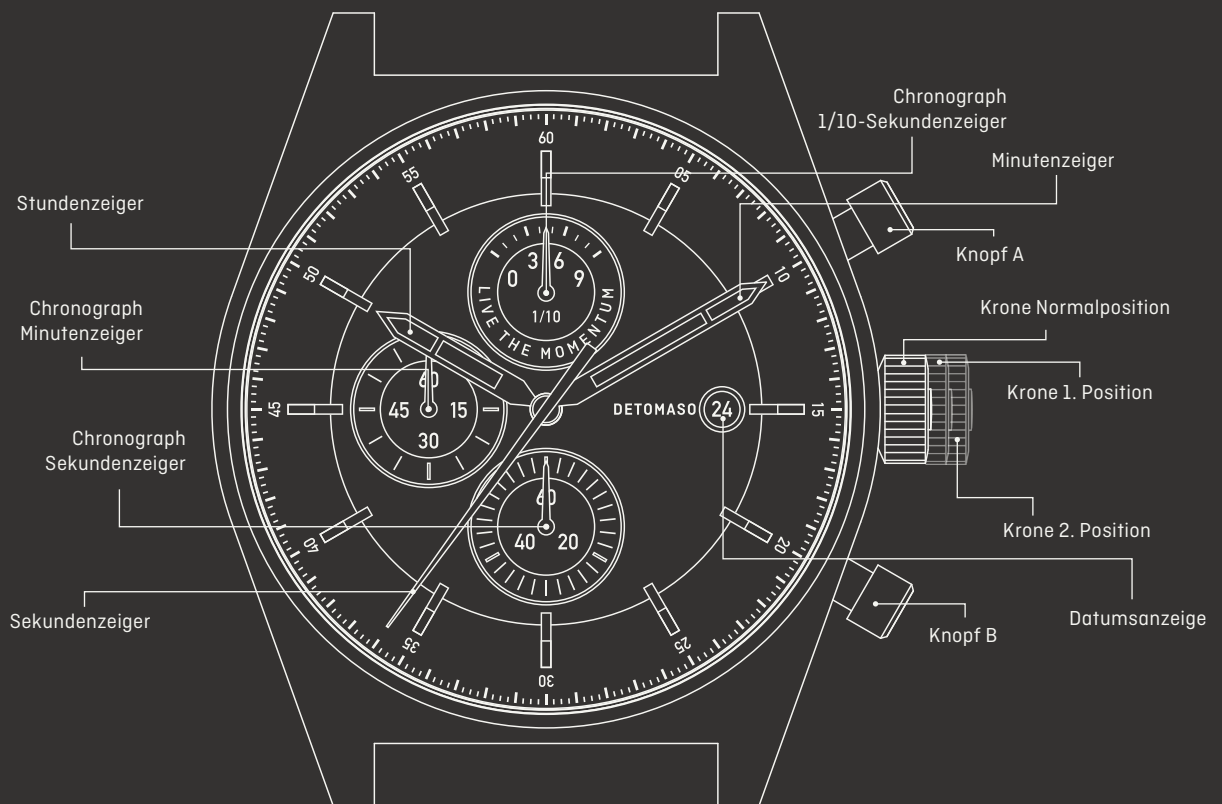 Chronograph
1/10-Sekundenzeiger
Minutenzeiger
Stundenzeiger
Knopf A
Chronograph
Minutenzeiger
Krone Normalposition
Krone 1. Position
Chronograph
Sekundenzeiger
Krone 2. Position
Sekundenzeiger
Knopf B
Datumsanzeige
60
05
10
15
20
25
30
35
40
45
50
55
0 3 6 9
1/10
LIVE THE MOMENTUM
60
45 15
30
DETOMASO 24
60
40 20